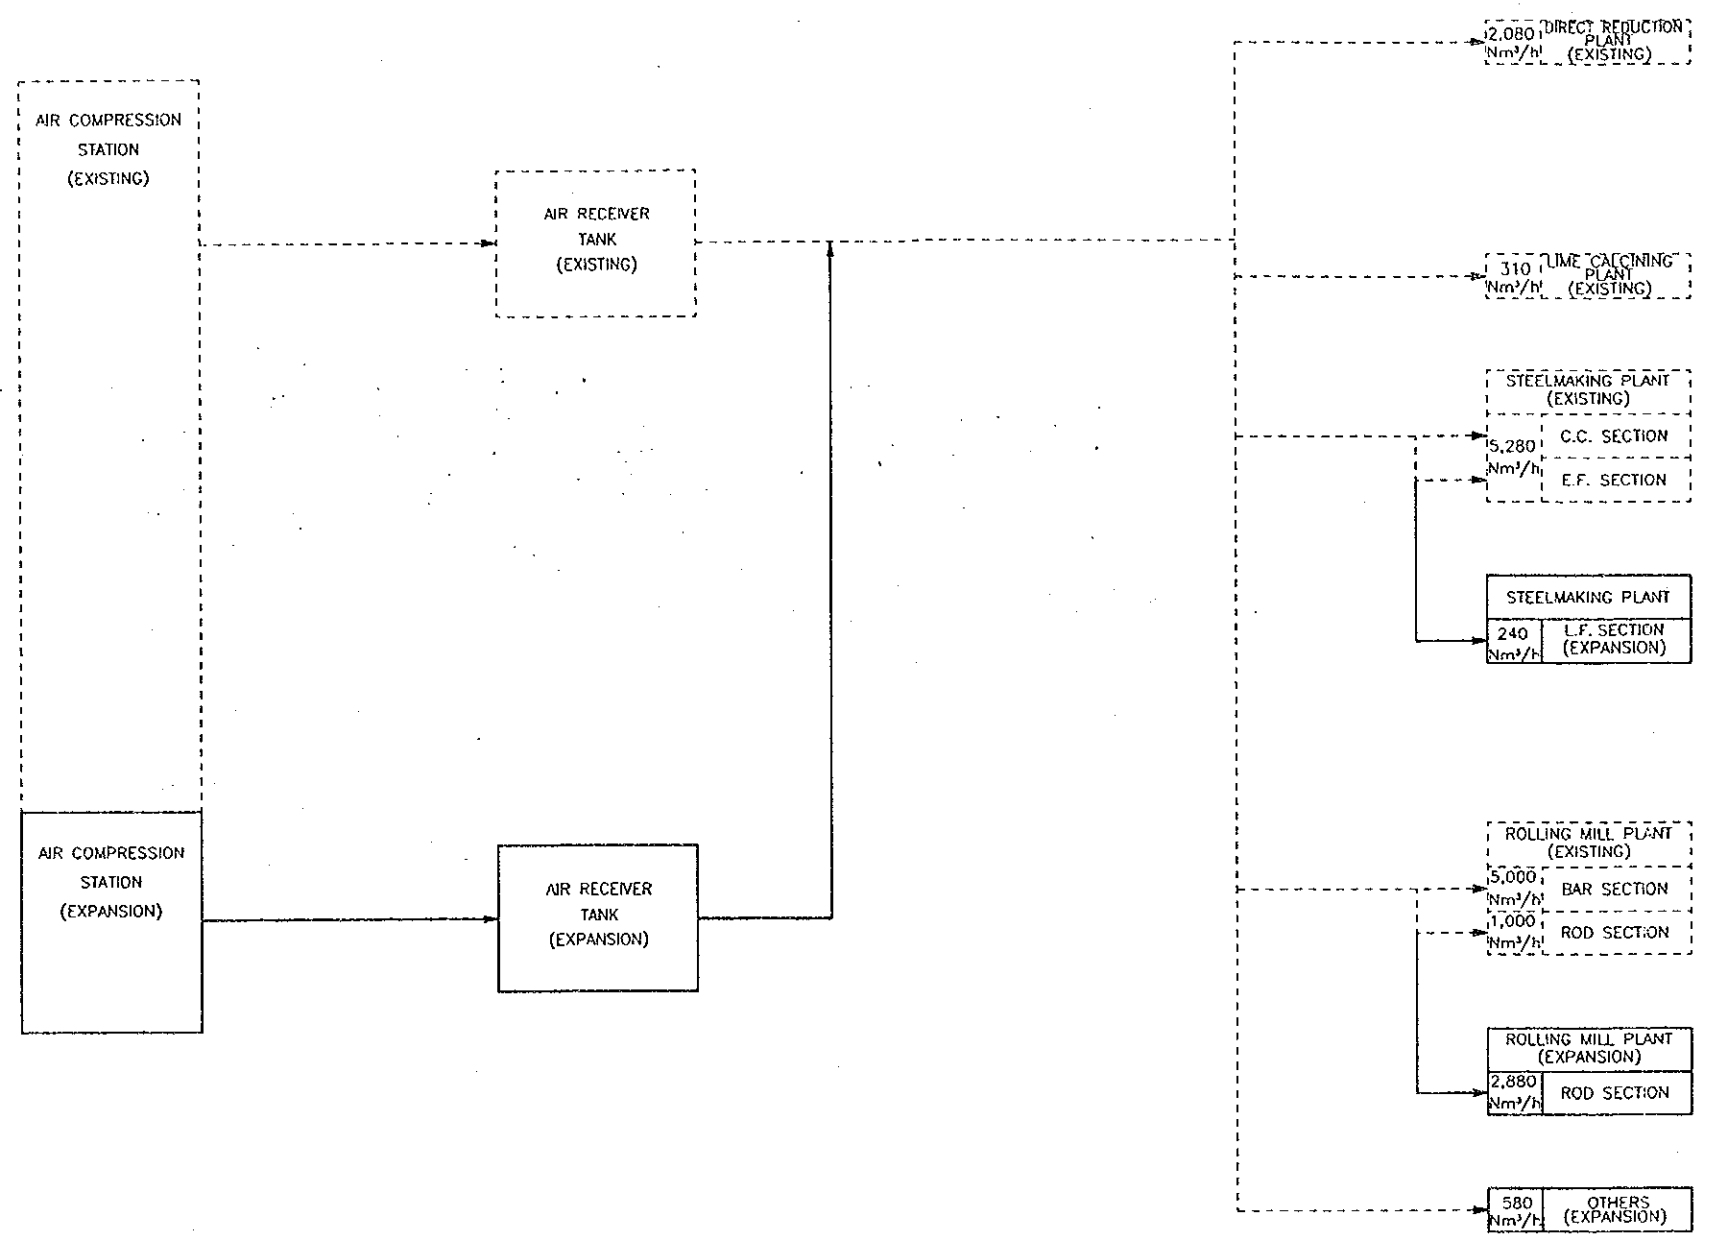 AIR COMPRESSION
STATION
(EXISTING)
AIR RECEIVER
TANK
(EXISTING)
AIR COMPRESSION
STATION
(EXPANSION)
AIR RECEIVER
TANK
(EXPANSION)
2,080
Nm³/h
DIRECT REDUCTION
PLANT
(EXISTING)
310
Nm³/h
LIME CALCINING
PLANT
(EXISTING)
STEELMAKING PLANT
(EXISTING)
5,280
Nm³/h
C.C. SECTION
E.F. SECTION
STEELMAKING PLANT
240
Nm³/h
L.F. SECTION
(EXPANSION)
ROLLING MILL PLANT
(EXISTING)
5,000
Nm³/h
BAR SECTION
1,000
Nm³/h
ROD SECTION
ROLLING MILL PLANT
(EXPANSION)
2,880
Nm³/h
ROD SECTION
580
Nm³/h
OTHERS
(EXPANSION)